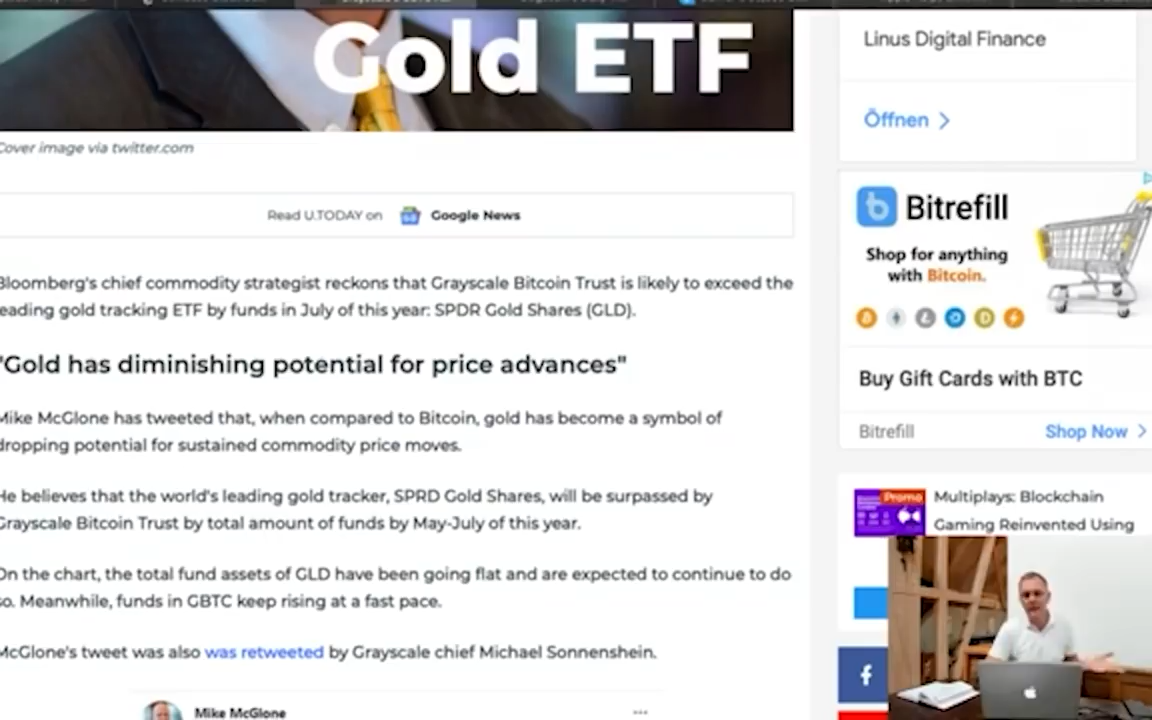 Gold ETF
Cover image via twitter.com
Read U.TODAY on Google News
Bloomberg's chief commodity strategist reckons that Grayscale Bitcoin Trust is likely to exceed the
leading gold tracking ETF by funds in July of this year: SPDR Gold Shares (GLD).
"Gold has diminishing potential for price advances"
Mike McGlone has tweeted that, when compared to Bitcoin, gold has become a symbol of
dropping potential for sustained commodity price moves.
He believes that the world's leading gold tracker, SPRD Gold Shares, will be surpassed by
Grayscale Bitcoin Trust by total amount of funds by May-July of this year.
On the chart, the total fund assets of GLD have been going flat and are expected to continue to do
so. Meanwhile, funds in GBTC keep rising at a fast pace.
McGlone's tweet was also was retweeted by Grayscale chief Michael Sonnenshein.
Mike McGlone
Linus Digital Finance
Öffnen
Bitrefill
Shop for anything
with Bitcoin.
Buy Gift Cards with BTC
Bitrefill Shop Now
Promo
Multiplays: Blockchain
Gaming Reinvented Using